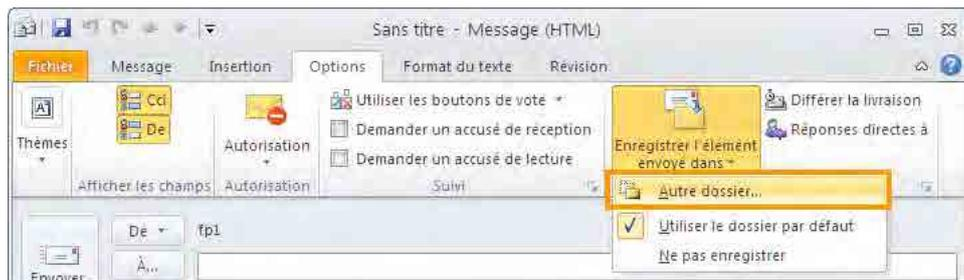 Sans titre - Message (HTML)
Fichier Message Insertion Options Format du texte Révision
Thèmes
Cci
De
Afficher les champs
Autorisation
Autorisation
Utiliser les boutons de vote
Demander un accusé de réception
Demander un accusé de lecture
Suivi
Enregistrer l'élément
envoyé dans
Différer la livraison
Réponses directes à
Autre dossier...
Utiliser le dossier par défaut
Ne pas enregistrer
De fp1
À...
Envoyer